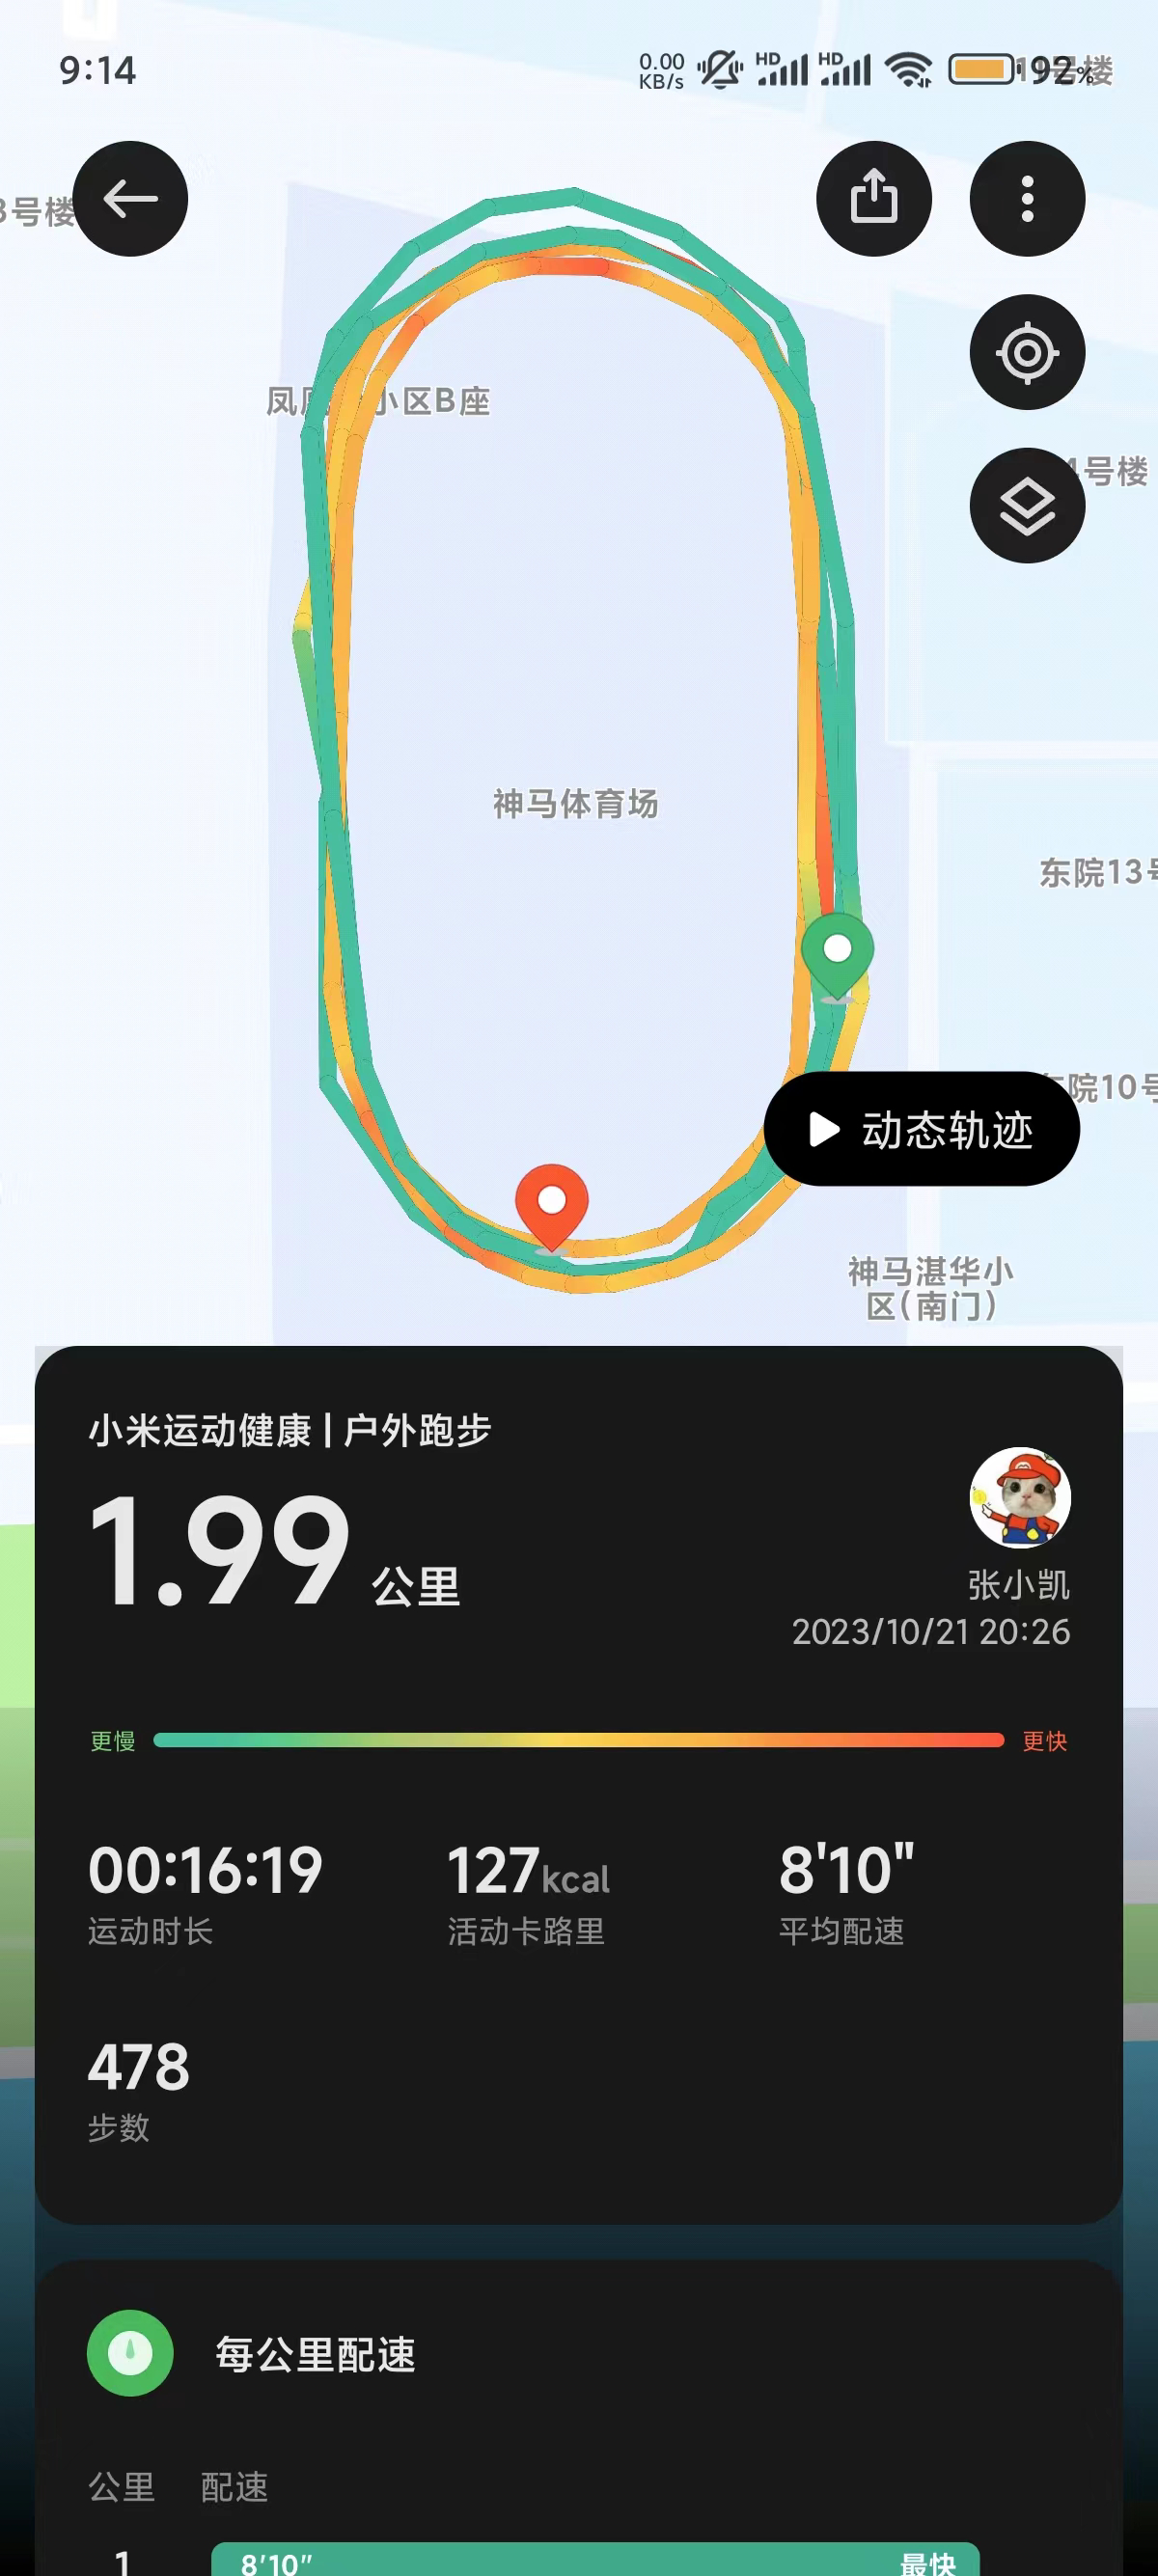 9:14
0.00
KB/s
HD
HD
92%
号楼
3号楼
小区B座
4号楼
神马体育场
东院13号
院10号
动态轨迹
神马湛华小
区(南门)
小米运动健康 | 户外跑步
1.99 公里
张小凯
2023/10/21 20:26
更慢
更快
00:16:19
127kcal
8'10"
运动时长
活动卡路里
平均配速
478
步数
每公里配速
公里 配速
1 8'10" 最快